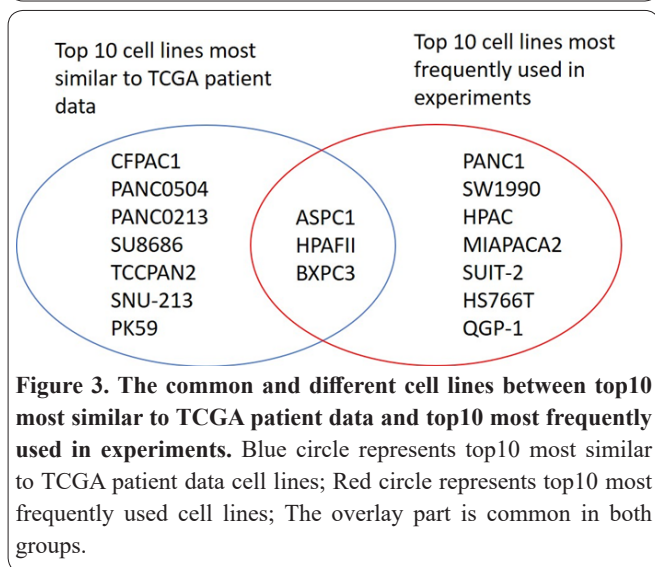 Top 10 cell lines most
similar to TCGA patient
data
Top 10 cell lines most
frequently used in
experiments
CFPAC1
PANC0504
PANC0213
SU8686
TCCPAN2
SNU-213
PK59
ASPC1
HPAFII
BXPC3
PANC1
SW1990
HPAC
MIAPACA2
SUIT-2
HS766T
QGP-1
Figure 3. The common and different cell lines between top10
most similar to TCGA patient data and top10 most frequently
used in experiments. Blue circle represents top10 most similar
to TCGA patient data cell lines; Red circle represents top10 most
frequently used cell lines; The overlay part is common in both
groups.